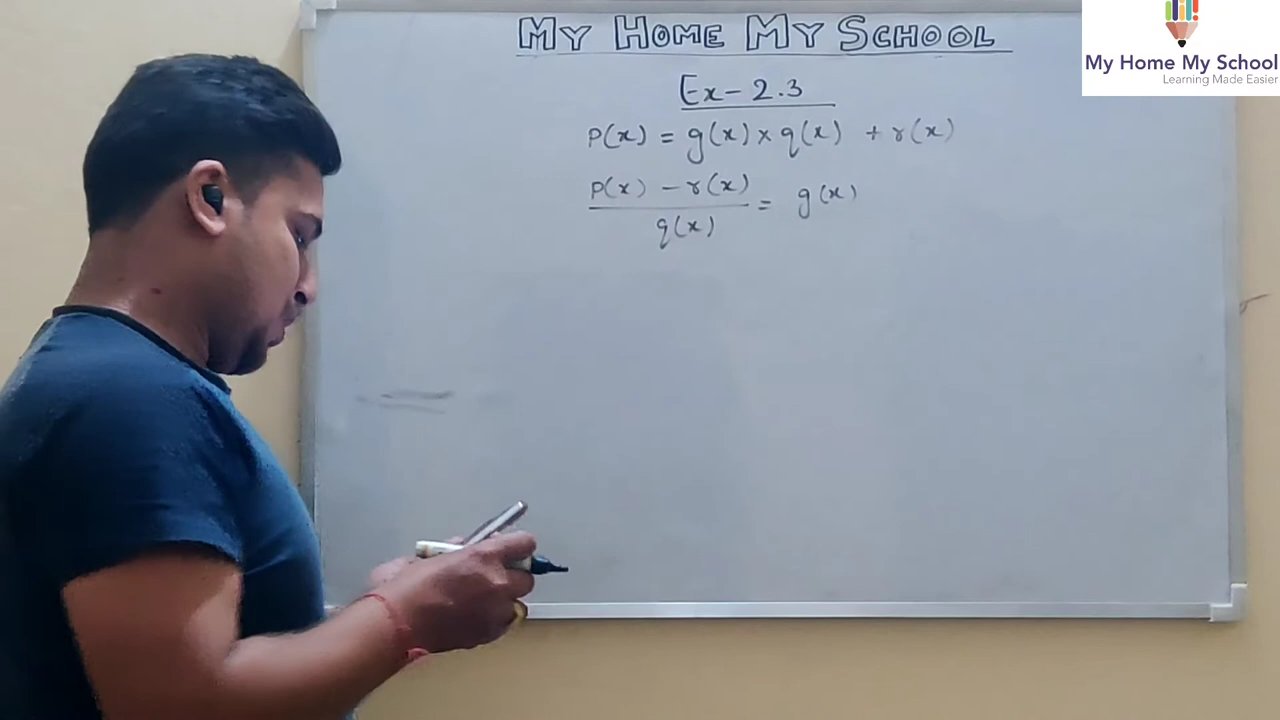 MY HOME MY SCHOOL
My Home My School
Learning Made Easier
Ex-2.3
p(x) = g(x) × q(x) + r(x)
p(x) - r(x)
= g(x)
q(x)